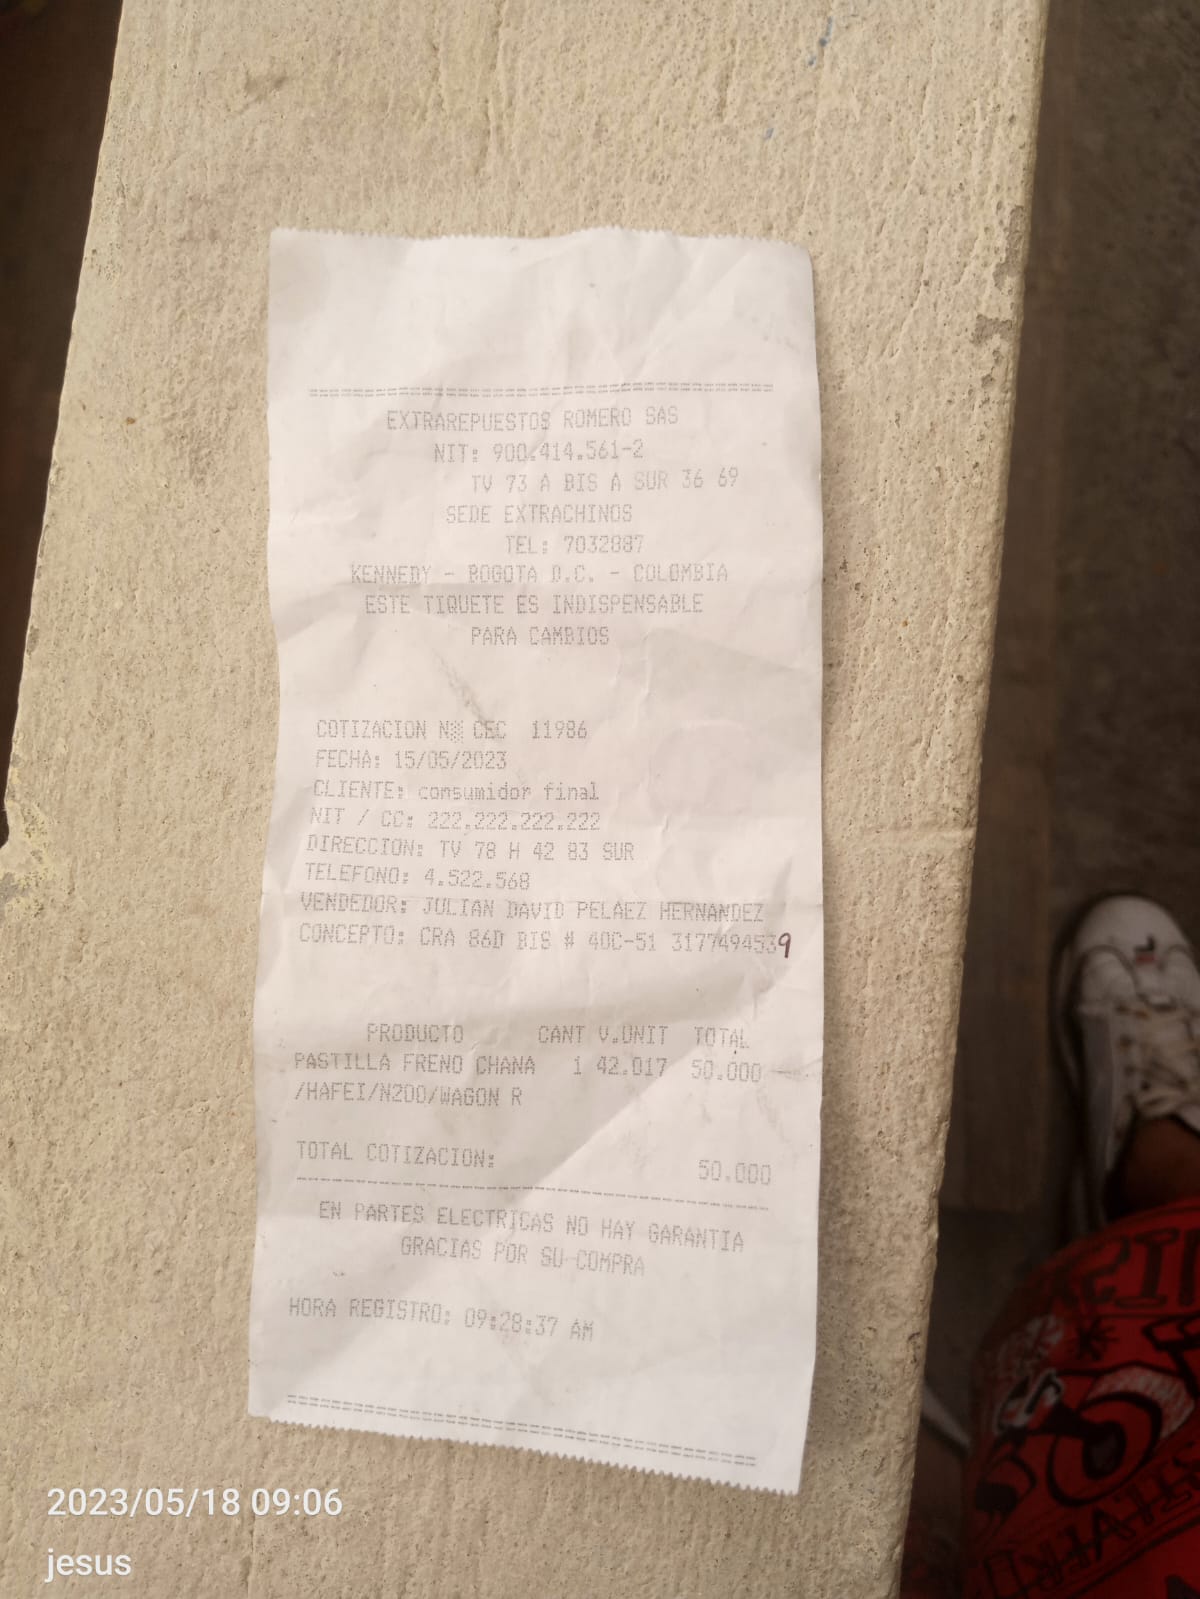 EXTRAREPUESTOS ROMERO SAS
NIT: 900.414.561-2
TV 73 A BIS A SUR 36 69
SEDE EXTRACHINOS
TEL: 7032887
KENNEDY - BOGOTA D.C. - COLOMBIA
ESTE TIQUETE ES INDISPENSABLE
PARA CAMBIOS
COTIZACION N░ CEC 11986
FECHA: 15/05/2023
CLIENTE: consumidor final
NIT / CC: 222.222.222.222
DIRECCION: TV 78 H 42 83 SUR
TELEFONO: 4.522.568
VENDEDOR: JULIAN DAVID PELAEZ HERNANDEZ
CONCEPTO: CRA 86D BIS # 40C-51 3177494539
PRODUCTO CANT V.UNIT TOTAL
PASTILLA FRENO CHANA 1 42.017 50.000
/HAFEI/N200/WAGON R
TOTAL COTIZACION: 50.000
EN PARTES ELECTRICAS NO HAY GARANTIA
GRACIAS POR SU COMPRA
HORA REGISTRO: 09:28:37 AM
2023/05/18 09:06
jesus